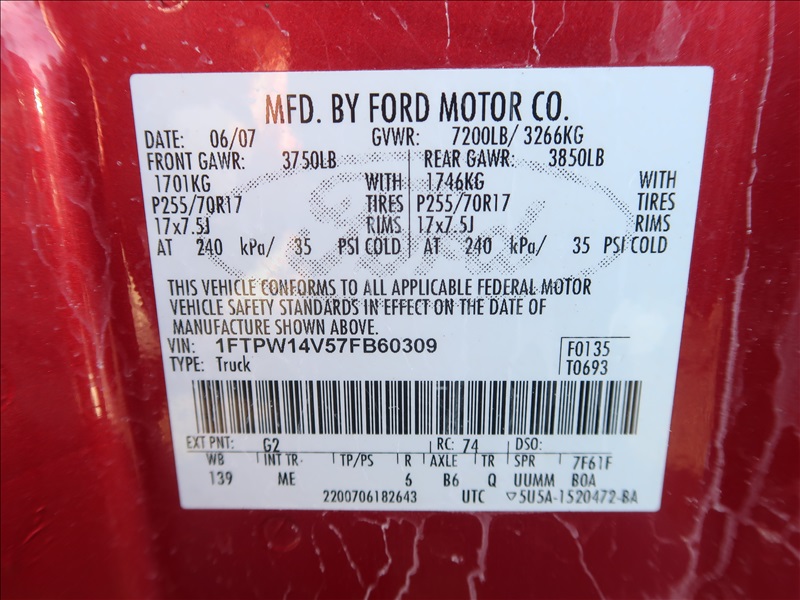 MFD. BY FORD MOTOR CO.
DATE: 06/07 GVWR: 7200LB/ 3266KG
FRONT GAWR: 3750LB REAR GAWR: 3850LB
1701KG WITH 1746KG WITH
P255/70R17 TIRES P255/70R17 TIRES
17x7.5J RIMS 17x7.5J RIMS
AT 240 kPa/ 35 PSI COLD AT 240 kPa/ 35 PSI COLD
Ford
THIS VEHICLE CONFORMS TO ALL APPLICABLE FEDERAL MOTOR
VEHICLE SAFETY STANDARDS IN EFFECT ON THE DATE OF
MANUFACTURE SHOWN ABOVE.
VIN: 1FTPW14V57FB60309 F0135
TYPE: Truck T0693
EXT PNT: G2 RC: 74 DSO:
WB INT TR TP/PS R AXLE TR SPR 7F61F
139 ME 6 B6 Q UUMM BOA
2200706182643 UTC ▽5U5A-1520472-BA